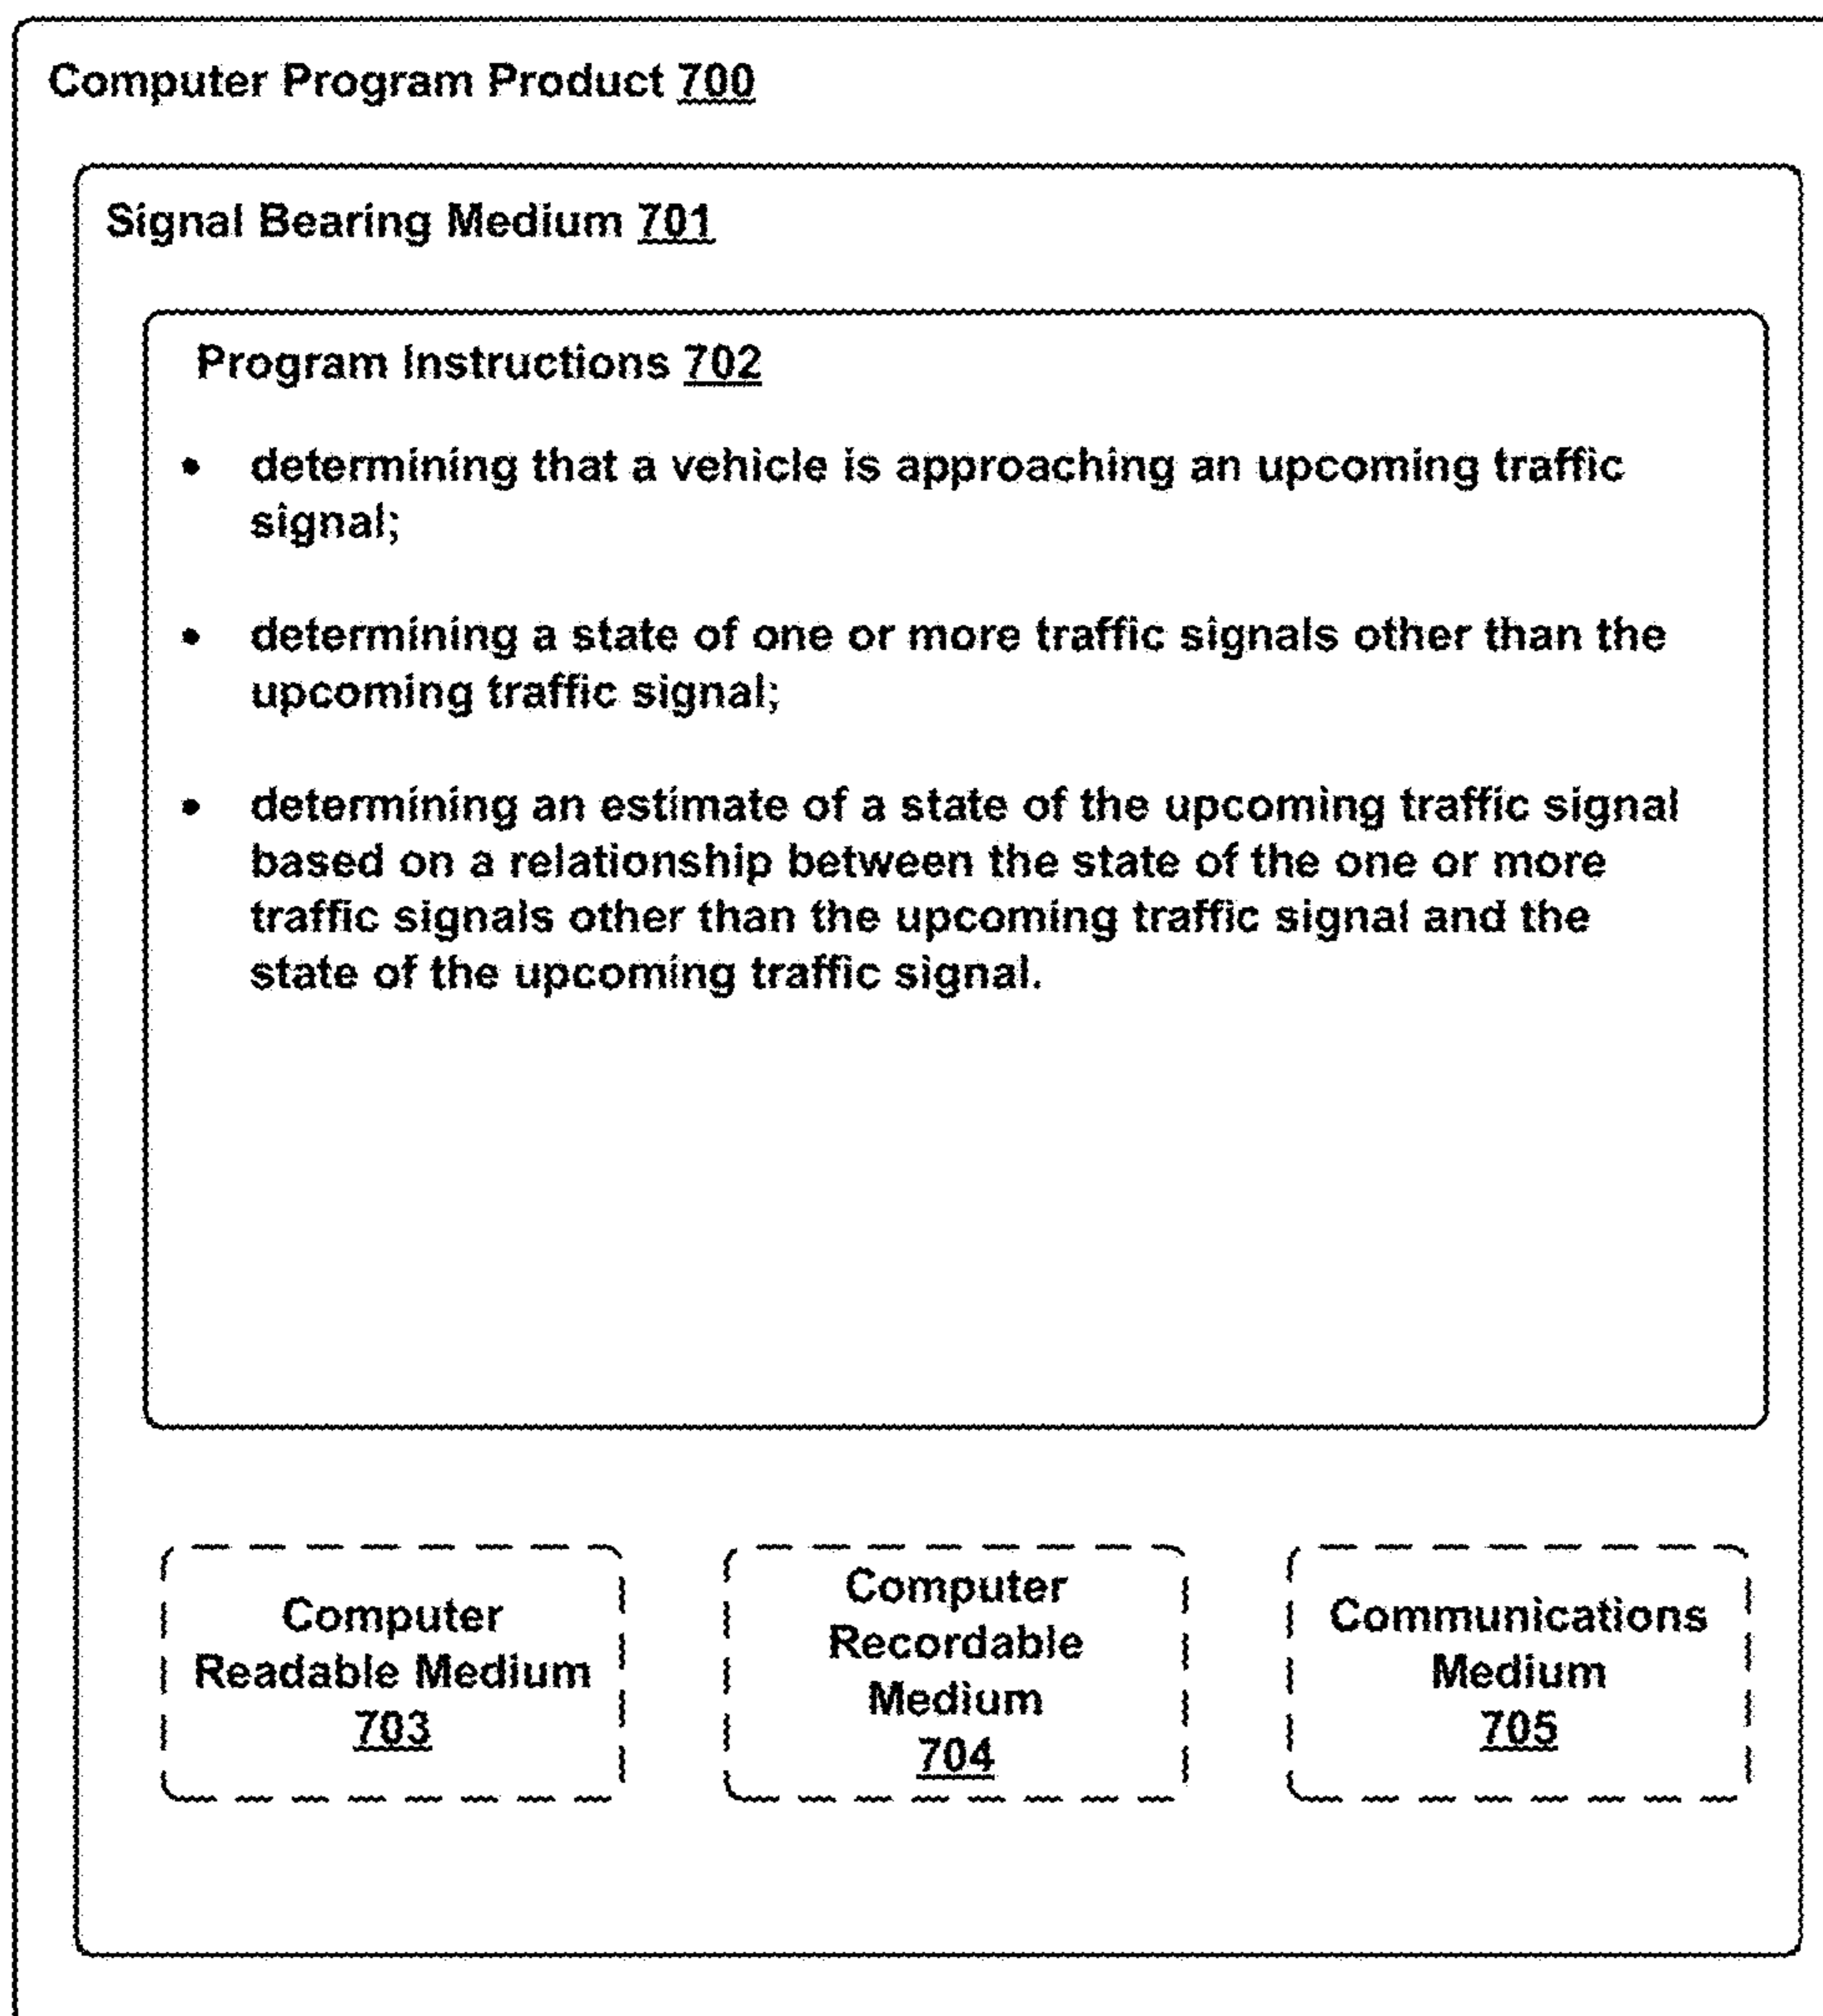 Computer Program Product 700
Signal Bearing Medium 701
Program Instructions 702
• determining that a vehicle is approaching an upcoming traffic
signal;
• determining a state of one or more traffic signals other than the
upcoming traffic signal;
• determining an estimate of a state of the upcoming traffic signal
based on a relationship between the state of the one or more
traffic signals other than the upcoming traffic signal and the
state of the upcoming traffic signal.
Computer
Readable Medium
703
Computer
Recordable
Medium
704
Communications
Medium
705